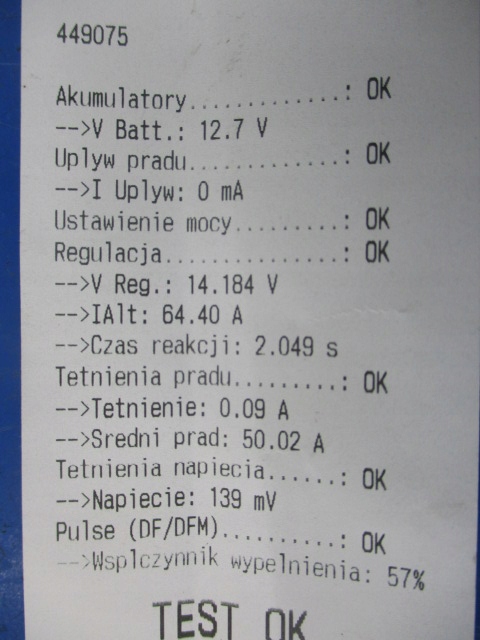 449075
Akumulatory..............: OK
-->V Batt.: 12.7 V
Uplyw pradu..............: OK
-->I Uplyw: 0 mA
Ustawienie mocy.........: OK
Regulacja................: OK
-->V Reg.: 14.184 V
-->IAlt: 64.40 A
-->Czas reakcji: 2.049 s
Tetnienia pradu.........: OK
-->Tetnienie: 0.09 A
-->Sredni prad: 50.02 A
Tetnienia napiecia......: OK
-->Napiecie: 139 mV
Pulse (DF/DFM)..........: OK
-->Wsplczynnik wypelnienia: 57%
TEST OK